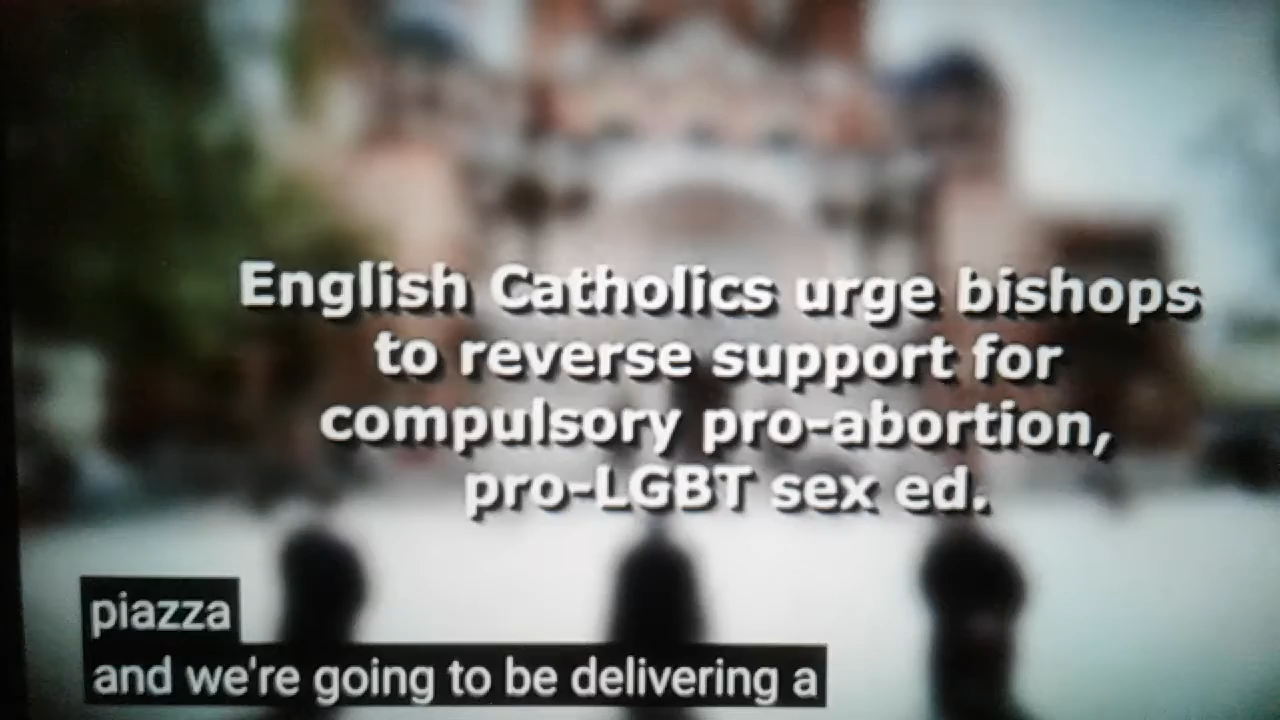 English Catholics urge bishops
to reverse support for
compulsory pro-abortion,
pro-LGBT sex ed.
piazza
and we're going to be delivering a